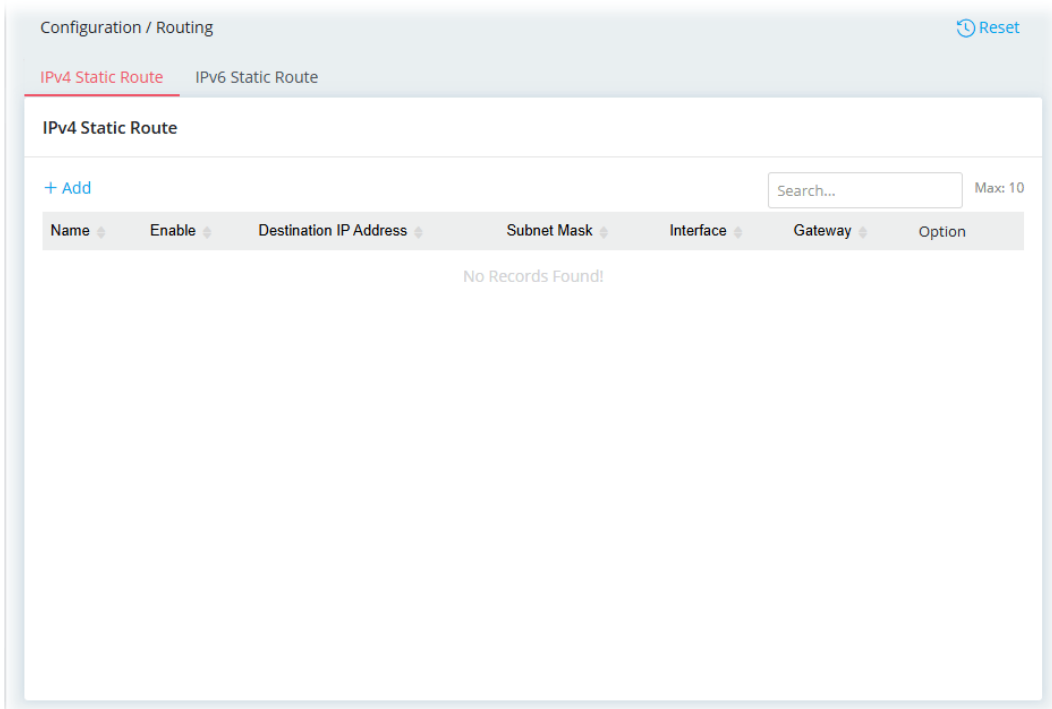 Configuration / Routing Reset
IPv4 Static Route IPv6 Static Route
IPv4 Static Route
+ Add Search... Max: 10
Name Enable Destination IP Address Subnet Mask Interface Gateway Option
No Records Found!